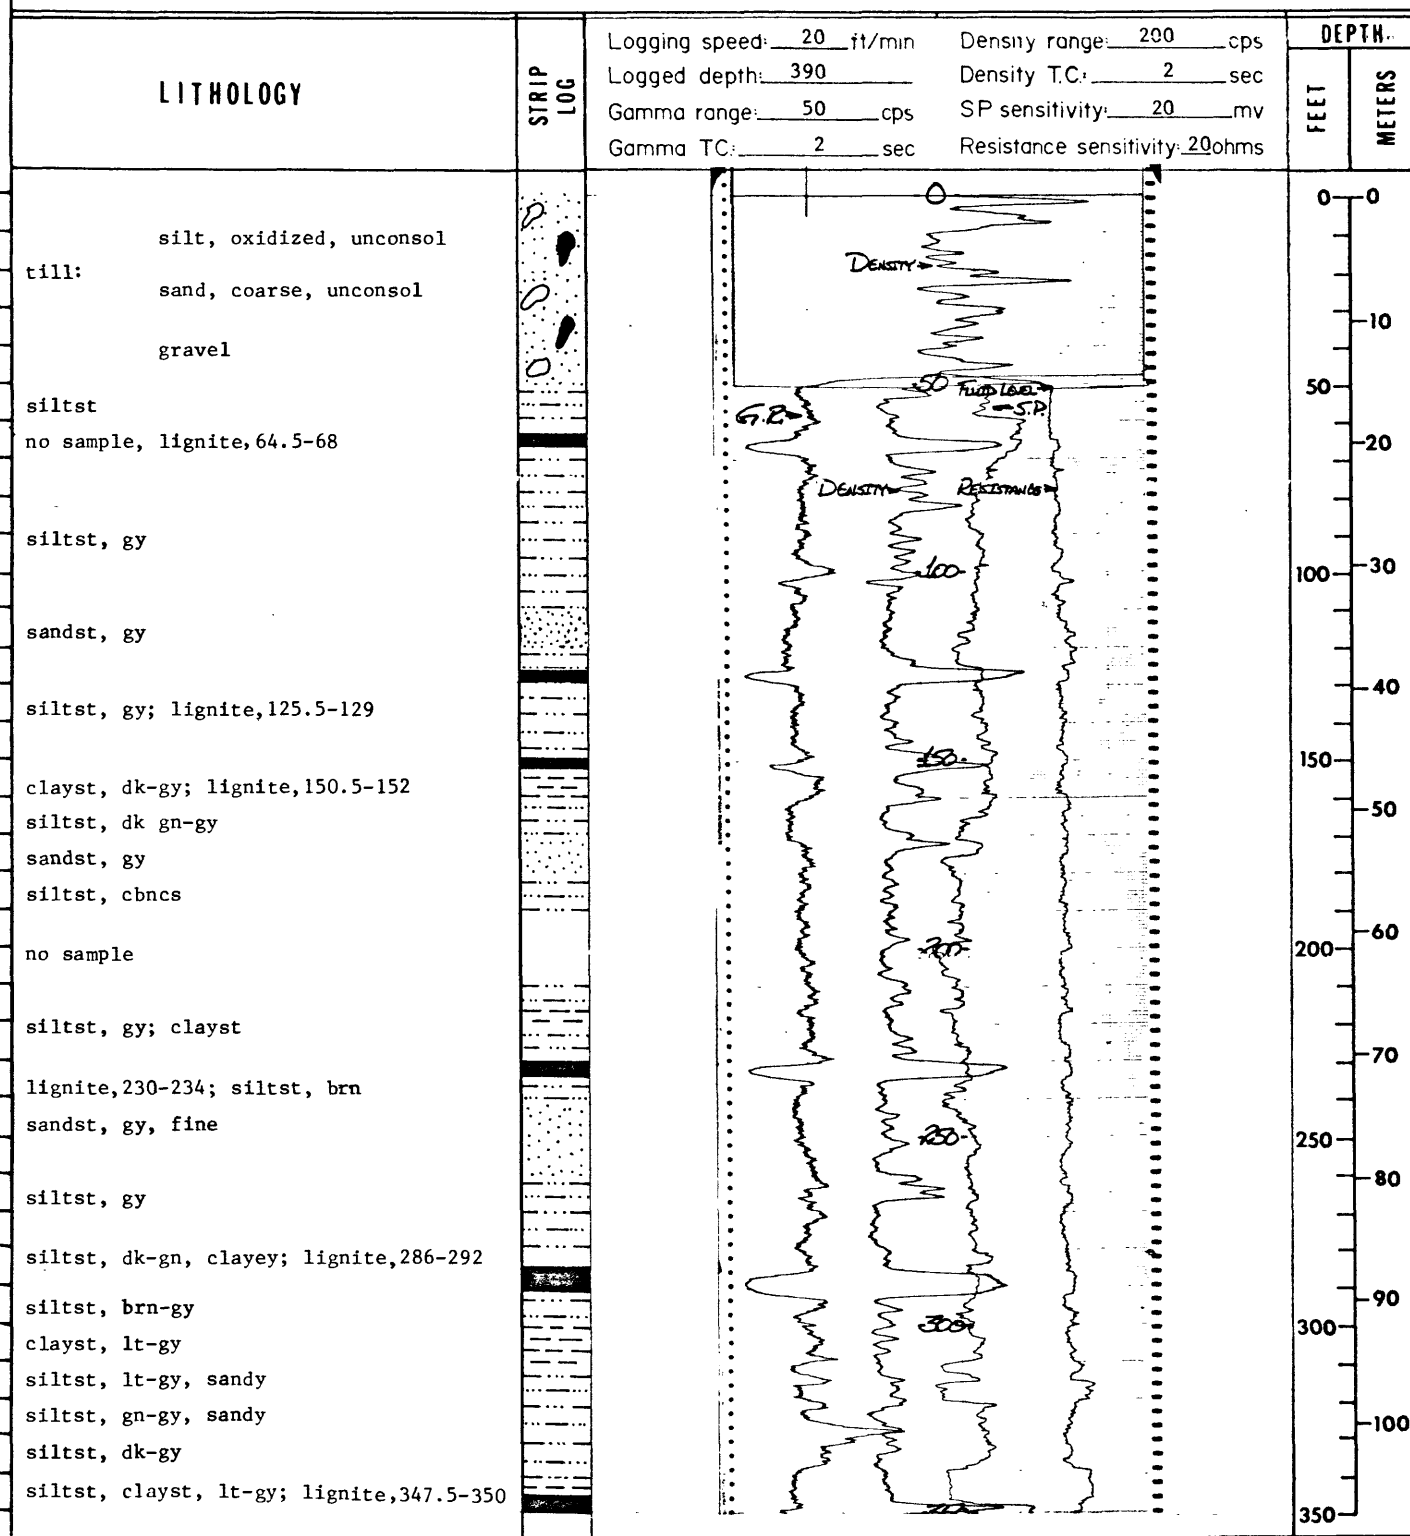 LITHOLOGY
STRIP LOG
Logging speed: 20 ft/min
Logged depth: 390
Gamma range: 50 cps
Gamma TC: 2 sec
Density range: 200 cps
Density T.C.: 2 sec
SP sensitivity: 20 mv
Resistance sensitivity: 20 ohms
DEPTH
FEET
METERS
silt, oxidized, unconsol
till:
sand, coarse, unconsol
gravel
siltst
no sample, lignite,64.5-68
siltst, gy
sandst, gy
siltst, gy; lignite,125.5-129
clayst, dk-gy; lignite,150.5-152
siltst, dk gn-gy
sandst, gy
siltst, cbncs
no sample
siltst, gy; clayst
lignite,230-234; siltst, brn
sandst, gy, fine
siltst, gy
siltst, dk-gn, clayey; lignite,286-292
siltst, brn-gy
clayst, lt-gy
siltst, lt-gy, sandy
siltst, gn-gy, sandy
siltst, dk-gy
siltst, clayst, lt-gy; lignite,347.5-350
0
DENSITY
50
FLUID LEVEL
S.P.
G.R.
DENSITY
RESISTANCE
100
150
200
250
300
0
50
100
150
200
250
300
350
0
10
20
30
40
50
60
70
80
90
100